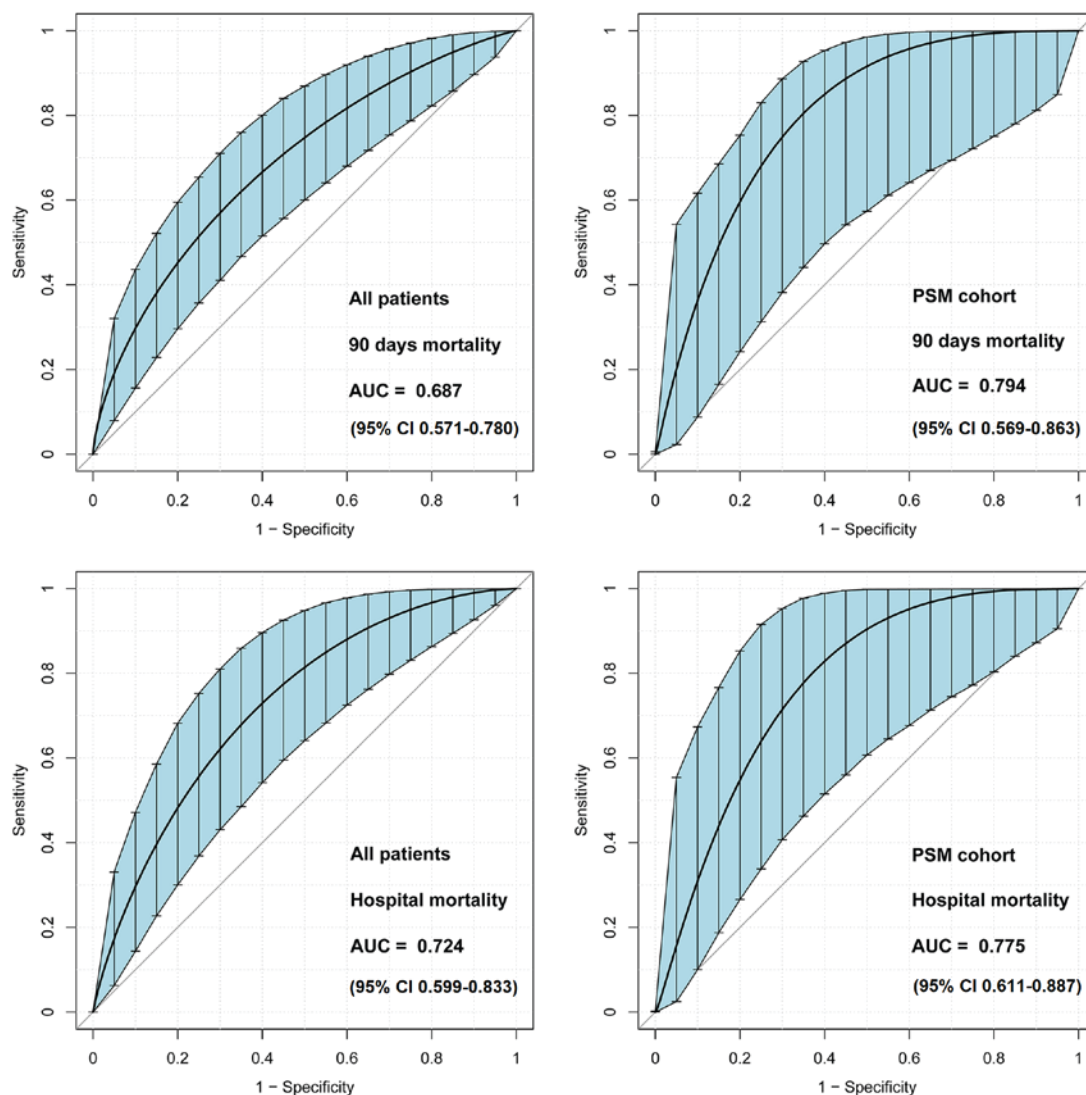 1
0.8
0.6
0.4
0.2
0
Sensitivity
All patients
90 days mortality
AUC = 0.687
(95% CI 0.571-0.780)
0 0.2 0.4 0.6 0.8 1
1 − Specificity
1
0.8
0.6
0.4
0.2
0
Sensitivity
PSM cohort
90 days mortality
AUC = 0.794
(95% CI 0.569-0.863)
0 0.2 0.4 0.6 0.8 1
1 − Specificity
1
0.8
0.6
0.4
0.2
0
Sensitivity
All patients
Hospital mortality
AUC = 0.724
(95% CI 0.599-0.833)
0 0.2 0.4 0.6 0.8 1
1 − Specificity
1
0.8
0.6
0.4
0.2
0
Sensitivity
PSM cohort
Hospital mortality
AUC = 0.775
(95% CI 0.611-0.887)
0 0.2 0.4 0.6 0.8 1
1 − Specificity